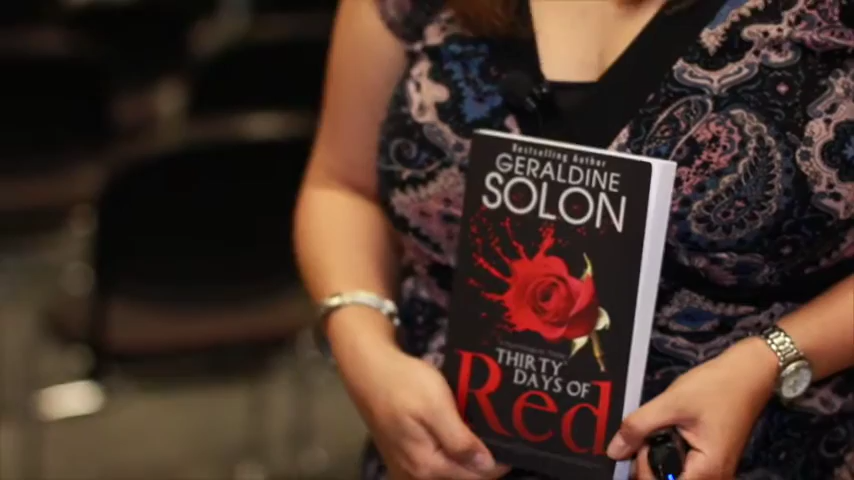 Bestselling Author
GERALDINE
SOLON
THIRTY
DAYS OF
Red